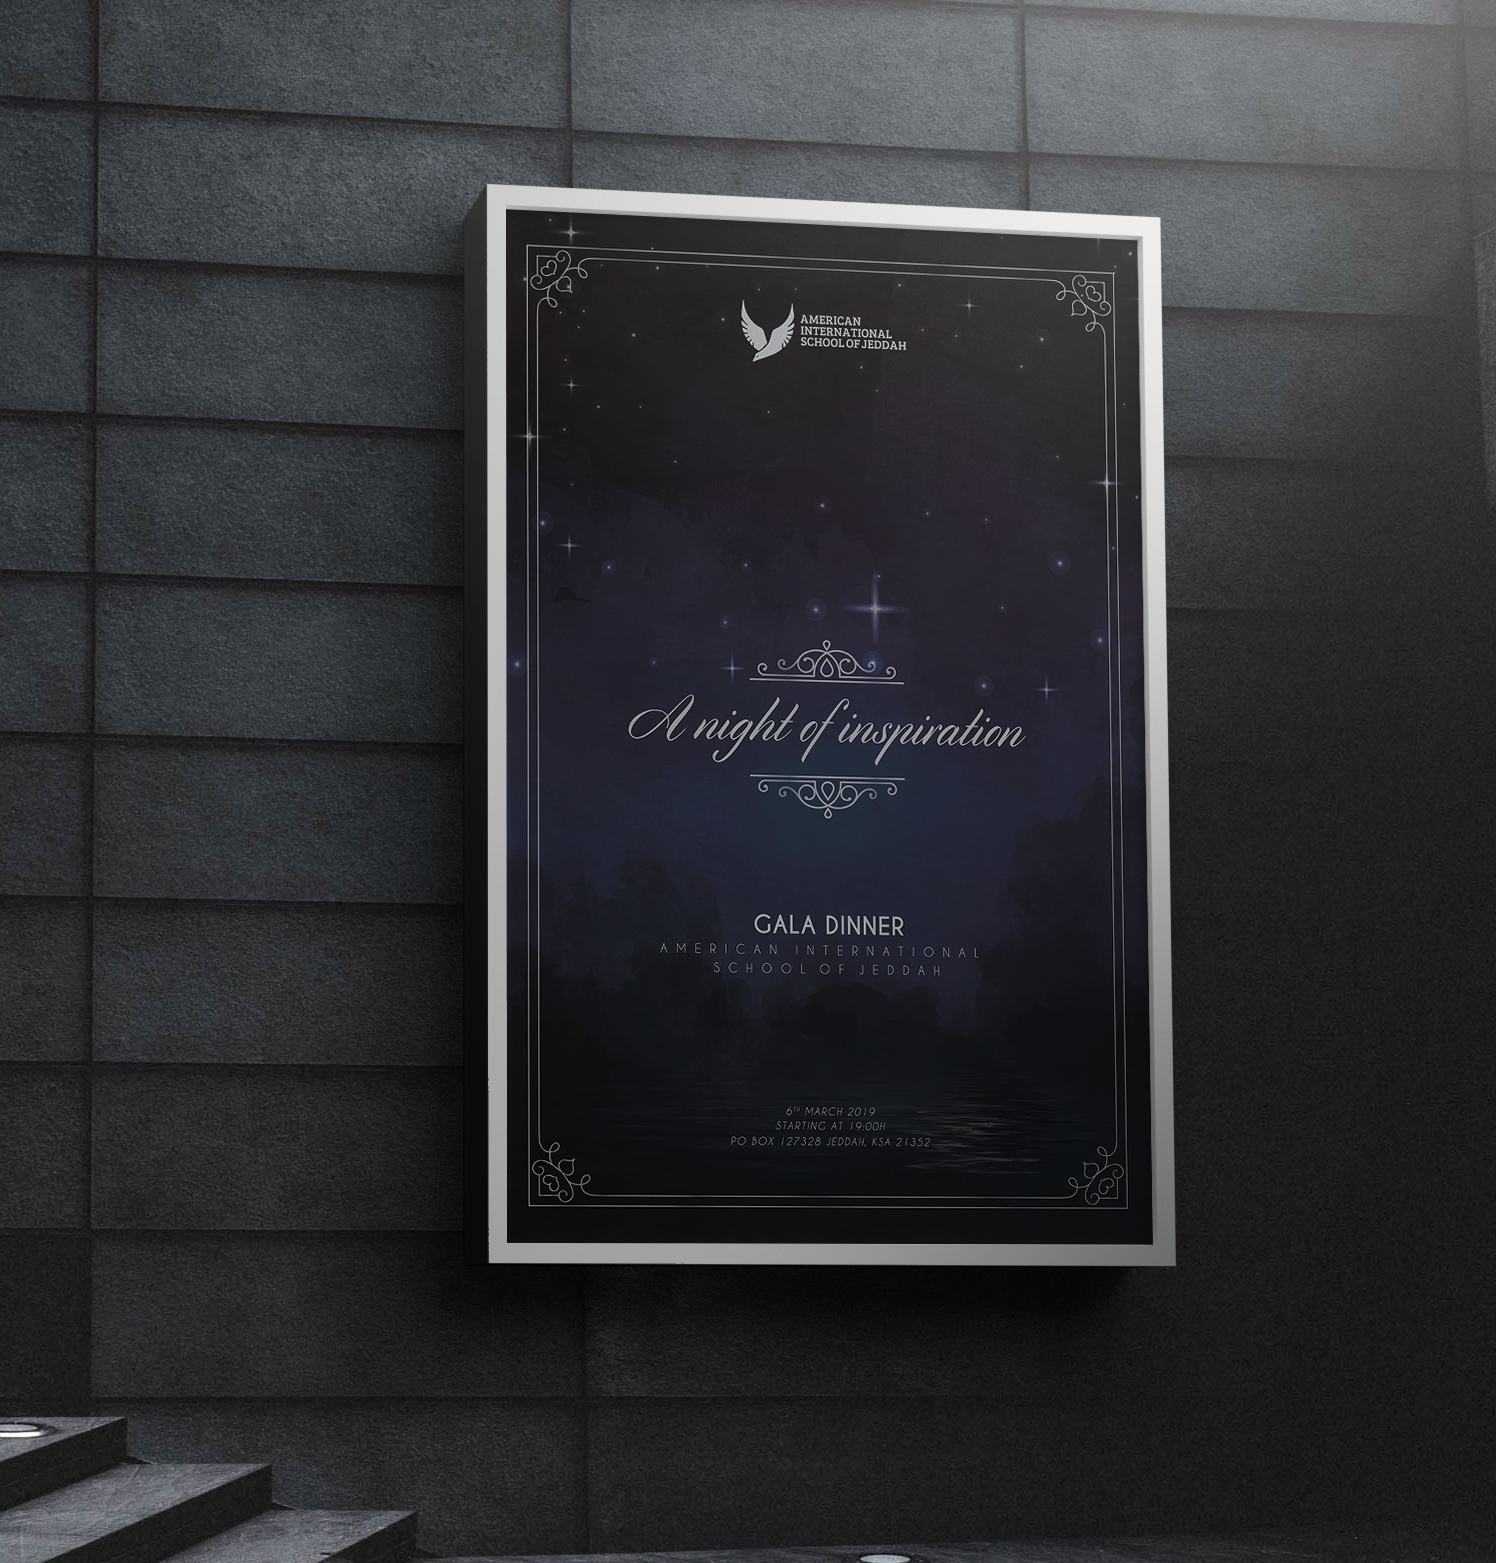 AMERICAN
INTERNATIONAL
SCHOOL OF JEDDAH
A night of inspiration
GALA DINNER
AMERICAN INTERNATIONAL
SCHOOL OF JEDDAH
6TH MARCH 2019
STARTING AT 19:00H
PO BOX 127328 JEDDAH, KSA 21352